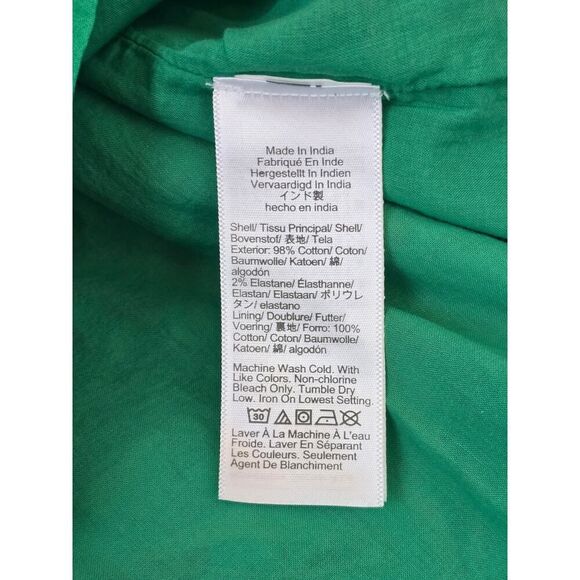 Made In India
Fabriqué En Inde
Hergestellt In Indien
Vervaardigd In India
インド製
hecho en india
Shell/ Tissu Principal/ Shell/
Bovenstof/ 表地/ Tela
Exterior: 98% Cotton/ Coton/
Baumwolle/ Katoen/ 綿/
algodón
2% Elastane/ Élasthanne/
Elastan/ Elastaan/ ポリウレ
タン/ elastano
Lining/ Doublure/ Futter/
Voering/ 裏地/ Forro: 100%
Cotton/ Coton/ Baumwolle/
Katoen/ 綿/ algodón
Machine Wash Cold. With
Like Colors. Non-chlorine
Bleach Only. Tumble Dry
Low. Iron On Lowest Setting.
30
Laver À La Machine À L'eau
Froide. Laver En Séparant
Les Couleurs. Seulement
Agent De Blanchiment